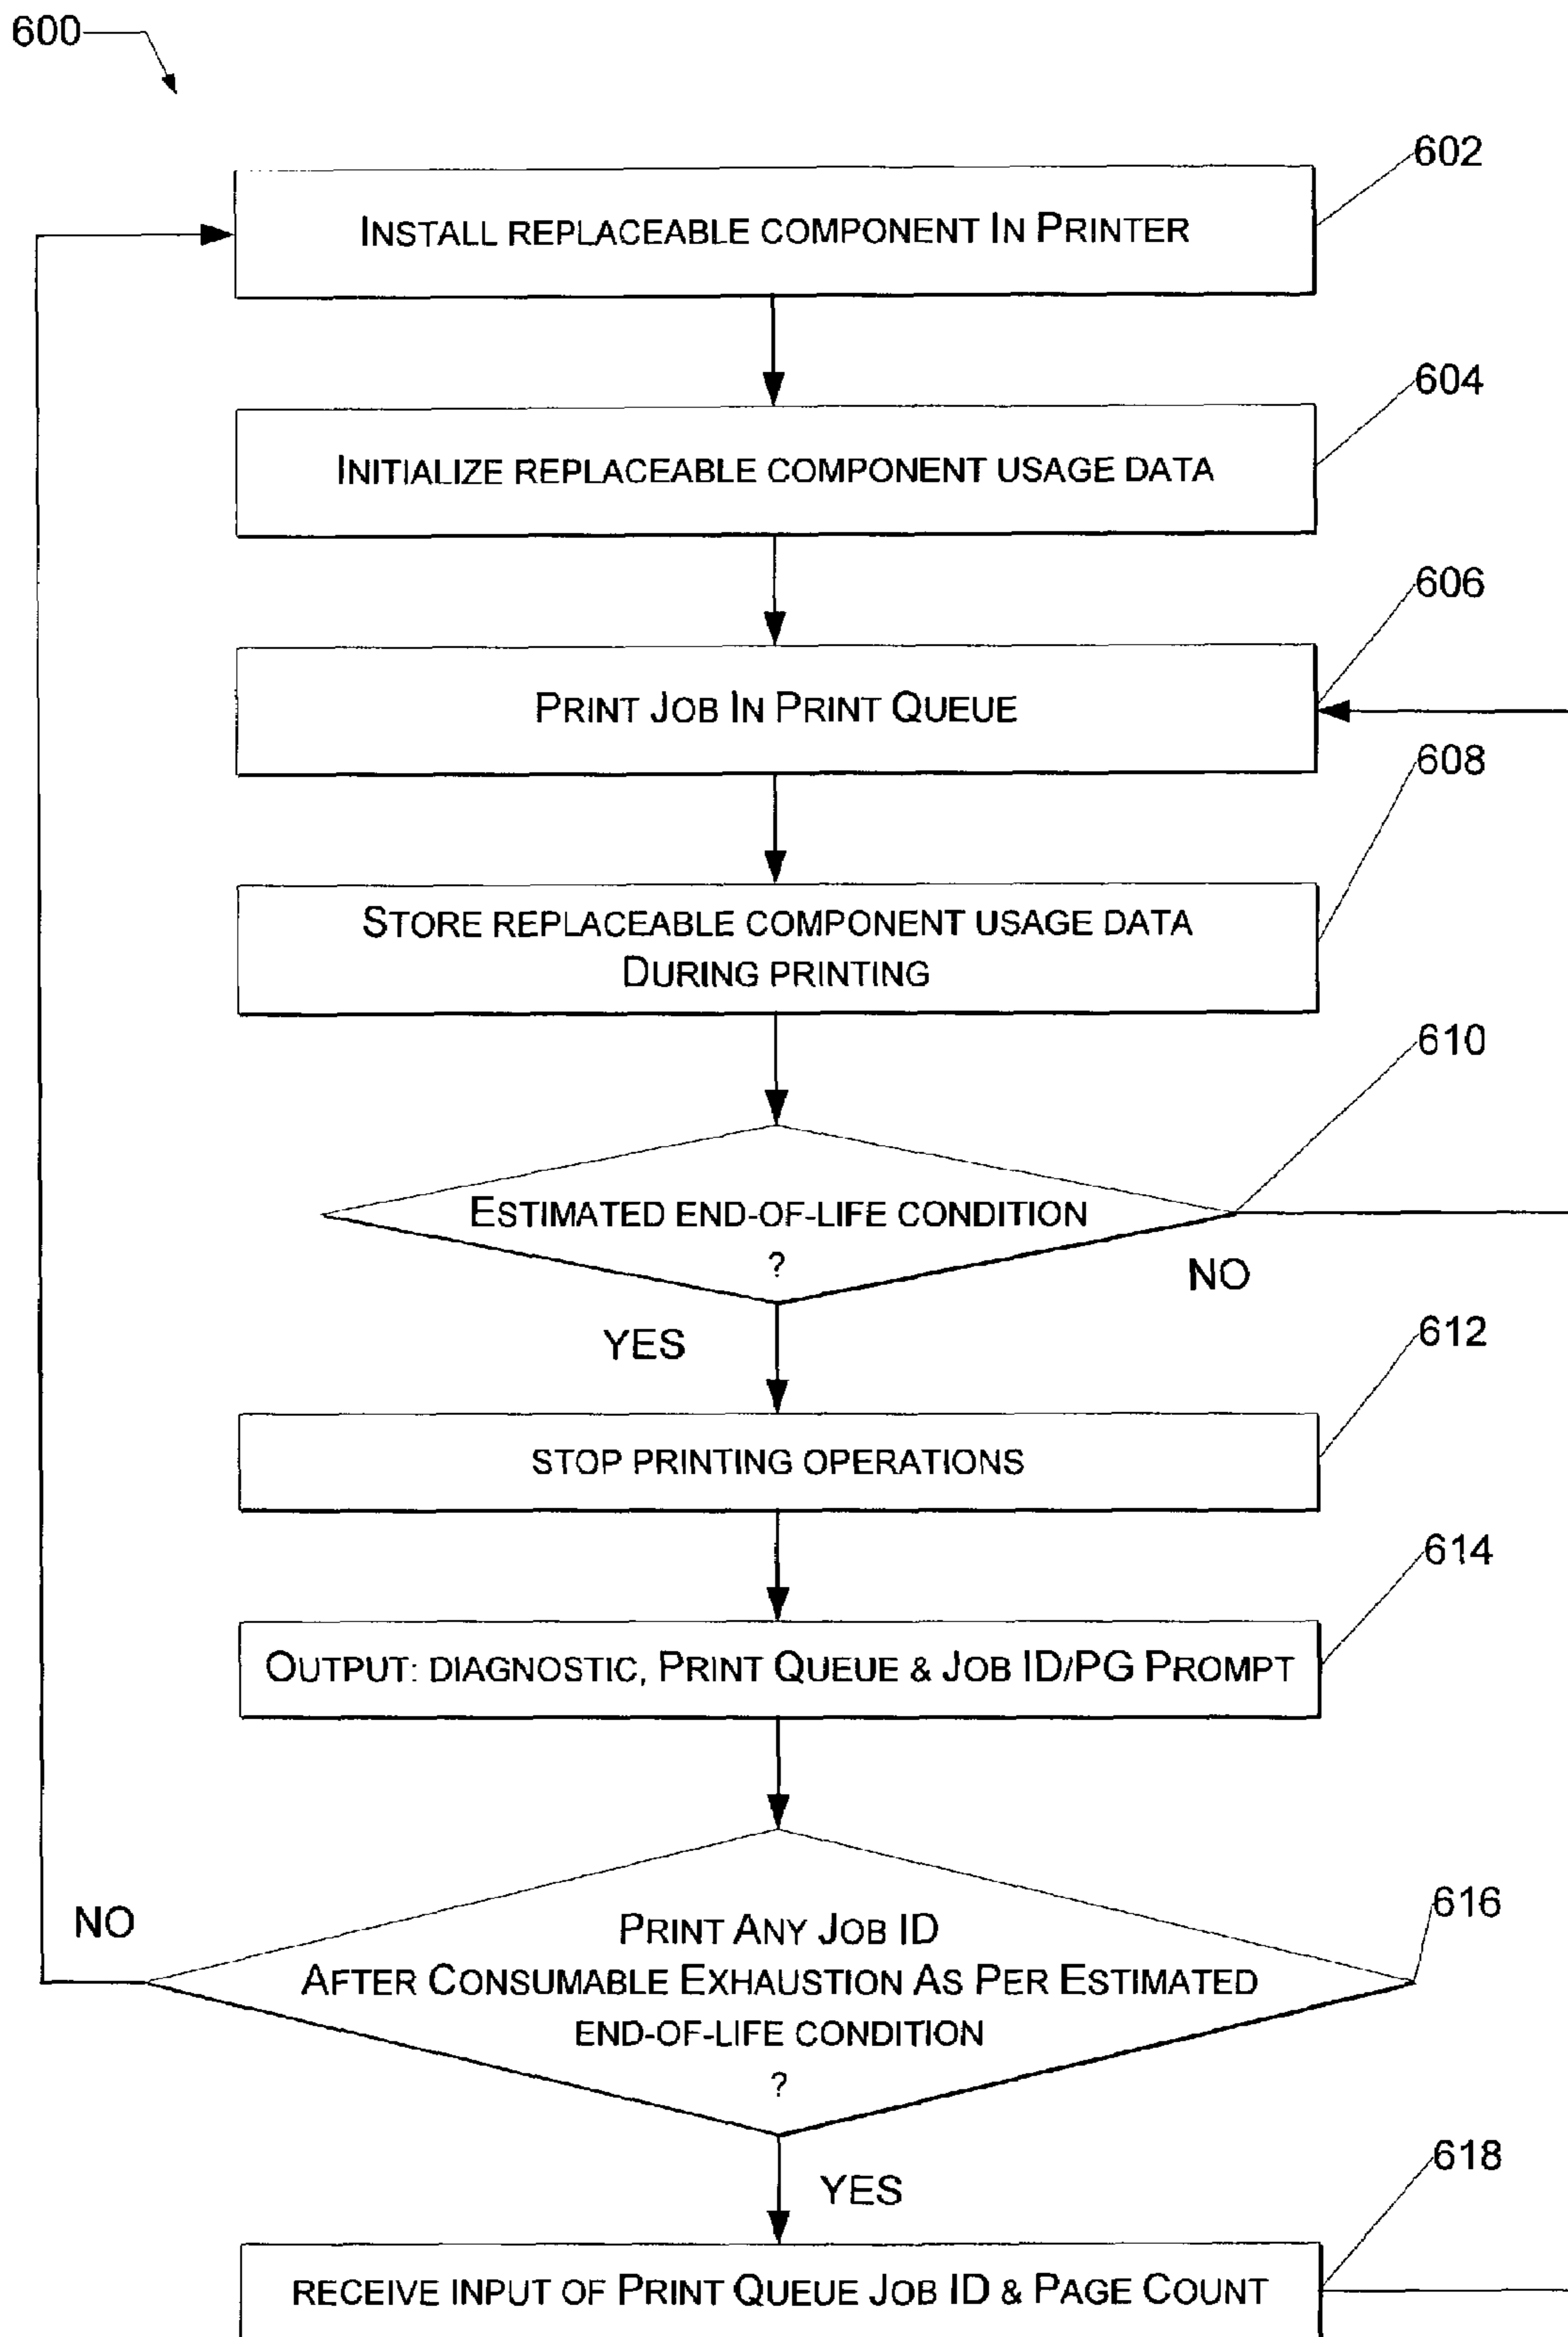 600
602
INSTALL REPLACEABLE COMPONENT IN PRINTER
604
INITIALIZE REPLACEABLE COMPONENT USAGE DATA
606
PRINT JOB IN PRINT QUEUE
608
STORE REPLACEABLE COMPONENT USAGE DATA
DURING PRINTING
610
ESTIMATED END-OF-LIFE CONDITION
?
NO
YES
612
STOP PRINTING OPERATIONS
614
OUTPUT: DIAGNOSTIC, PRINT QUEUE & JOB ID/PG PROMPT
616
NO
PRINT ANY JOB ID
AFTER CONSUMABLE EXHAUSTION AS PER ESTIMATED
END-OF-LIFE CONDITION
?
YES
618
RECEIVE INPUT OF PRINT QUEUE JOB ID & PAGE COUNT